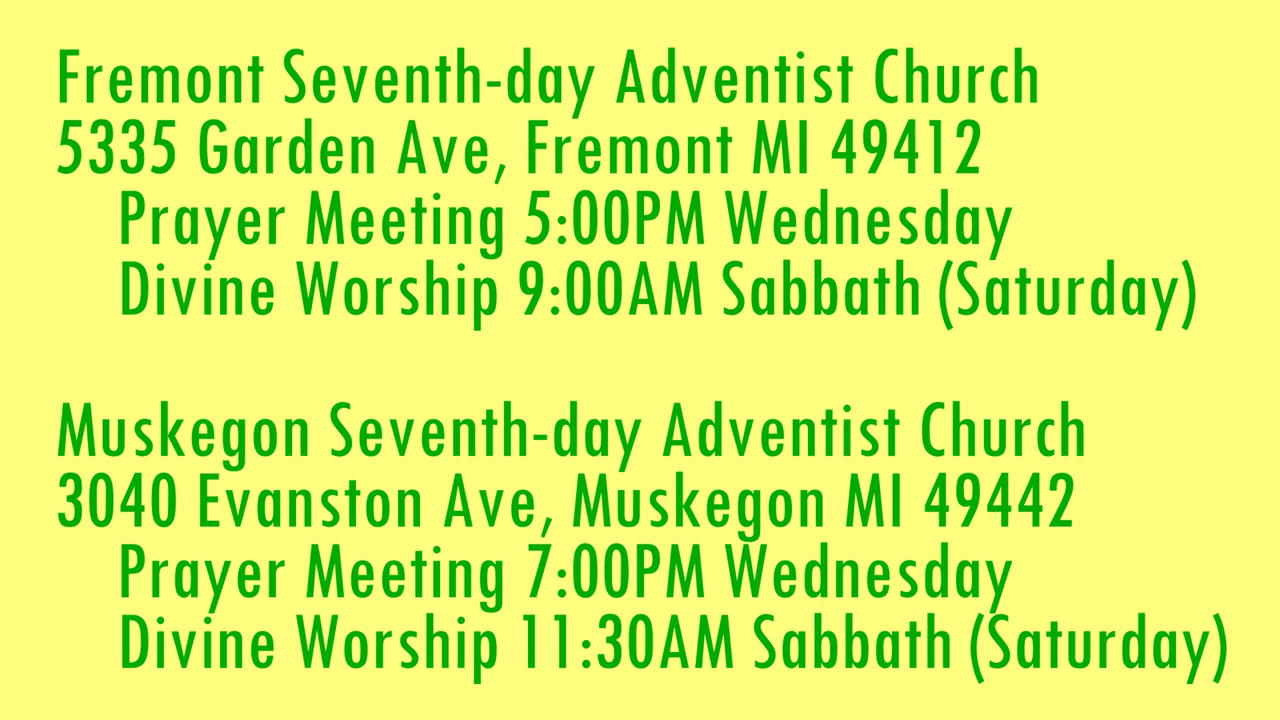 Fremont Seventh-day Adventist Church
5335 Garden Ave, Fremont MI 49412
Prayer Meeting 5:00PM Wednesday
Divine Worship 9:00AM Sabbath (Saturday)
Muskegon Seventh-day Adventist Church
3040 Evanston Ave, Muskegon MI 49442
Prayer Meeting 7:00PM Wednesday
Divine Worship 11:30AM Sabbath (Saturday)